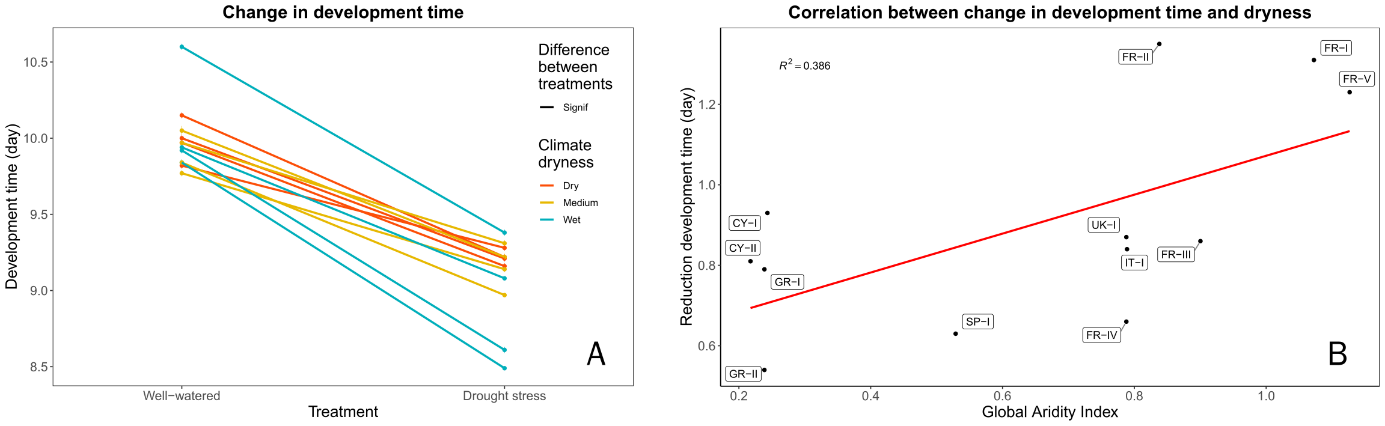 Change in development time
Development time (day)
10.5
10.0
9.5
9.0
8.5
Well−watered
Drought stress
Treatment
Difference
between
treatments
Signif
Climate
dryness
Dry
Medium
Wet
A
Correlation between change in development time and dryness
Reduction development time (day)
1.2
1.0
0.8
0.6
0.2
0.4
0.6
0.8
1.0
Global Aridity Index
R² = 0.386
FR−II
FR−I
FR−V
CY−I
CY−II
GR−I
UK−I
IT−I
FR−III
SP−I
FR−IV
GR−II
B